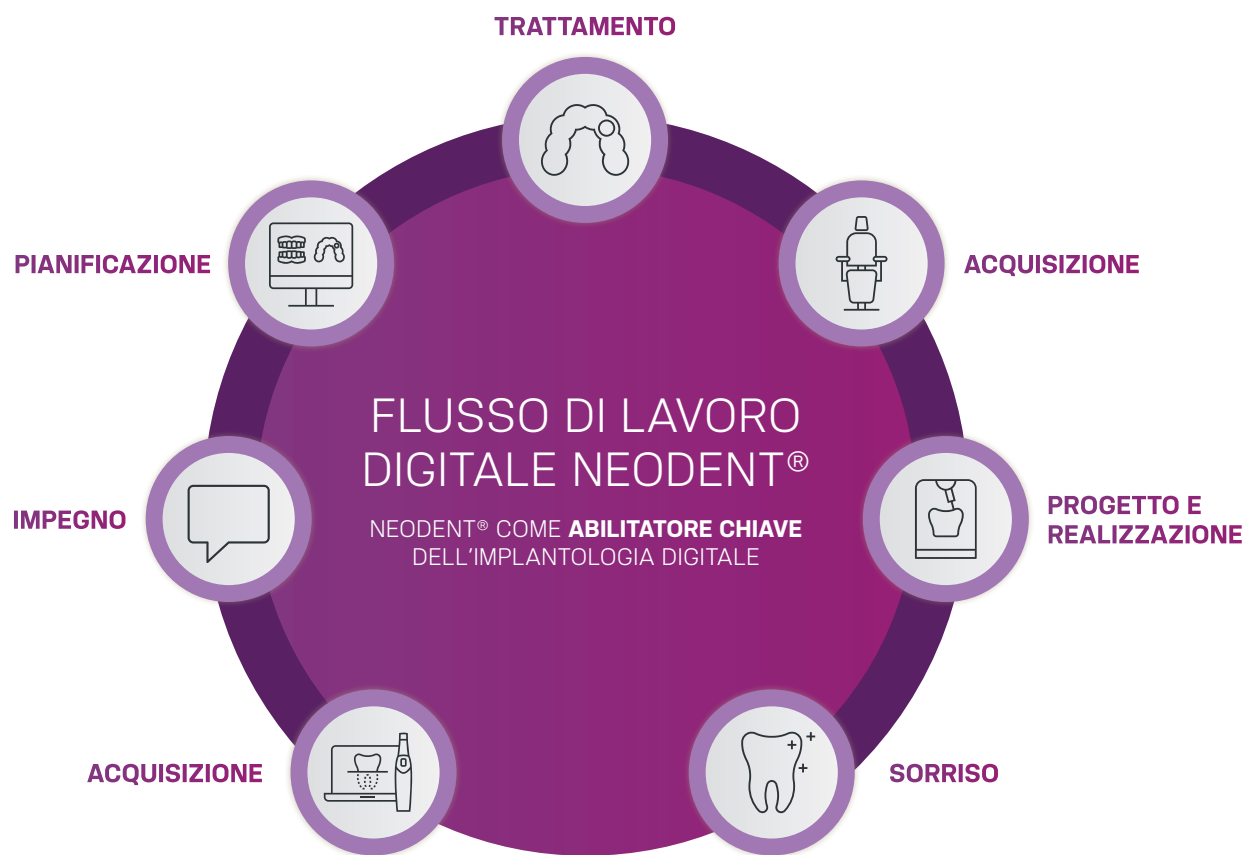 TRATTAMENTO
PIANIFICAZIONE
ACQUISIZIONE
FLUSSO DI LAVORO
DIGITALE NEODENT®
NEODENT® COME ABILITATORE CHIAVE
DELL'IMPLANTOLOGIA DIGITALE
IMPEGNO
PROGETTO E
REALIZZAZIONE
ACQUISIZIONE
SORRISO